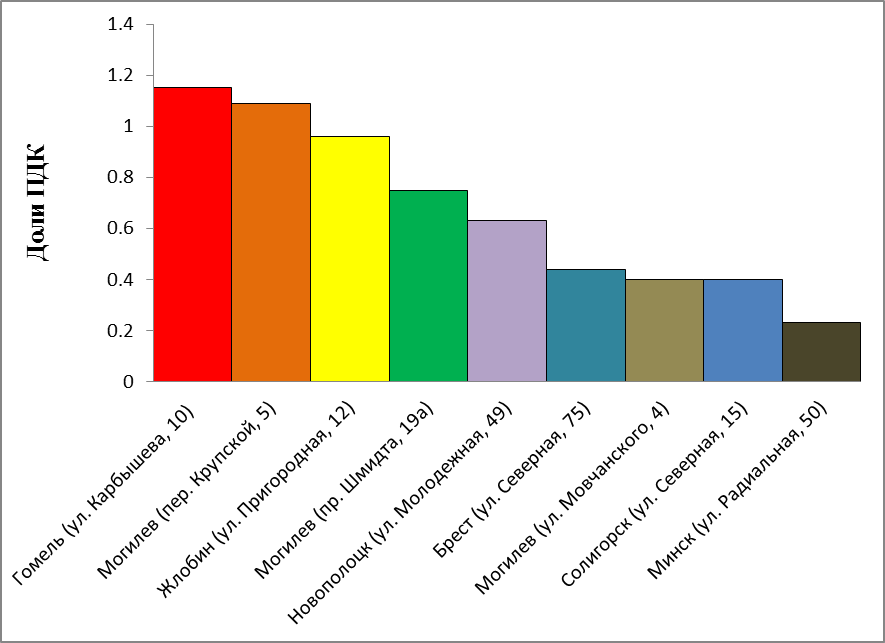 1.4
1.2
1
0.8
0.6
0.4
0.2
0
Доли ПДК
Гомель (ул. Карбышева, 10)
Могилев (пер. Крупской, 5)
Жлобин (ул. Пригородная, 12)
Могилев (пр. Шмидта, 19а)
Новополоцк (ул. Молодежная, 49)
Брест (ул. Северная, 75)
Могилев (ул. Мовчанского, 4)
Солигорск (ул. Северная, 15)
Минск (ул. Радиальная, 50)